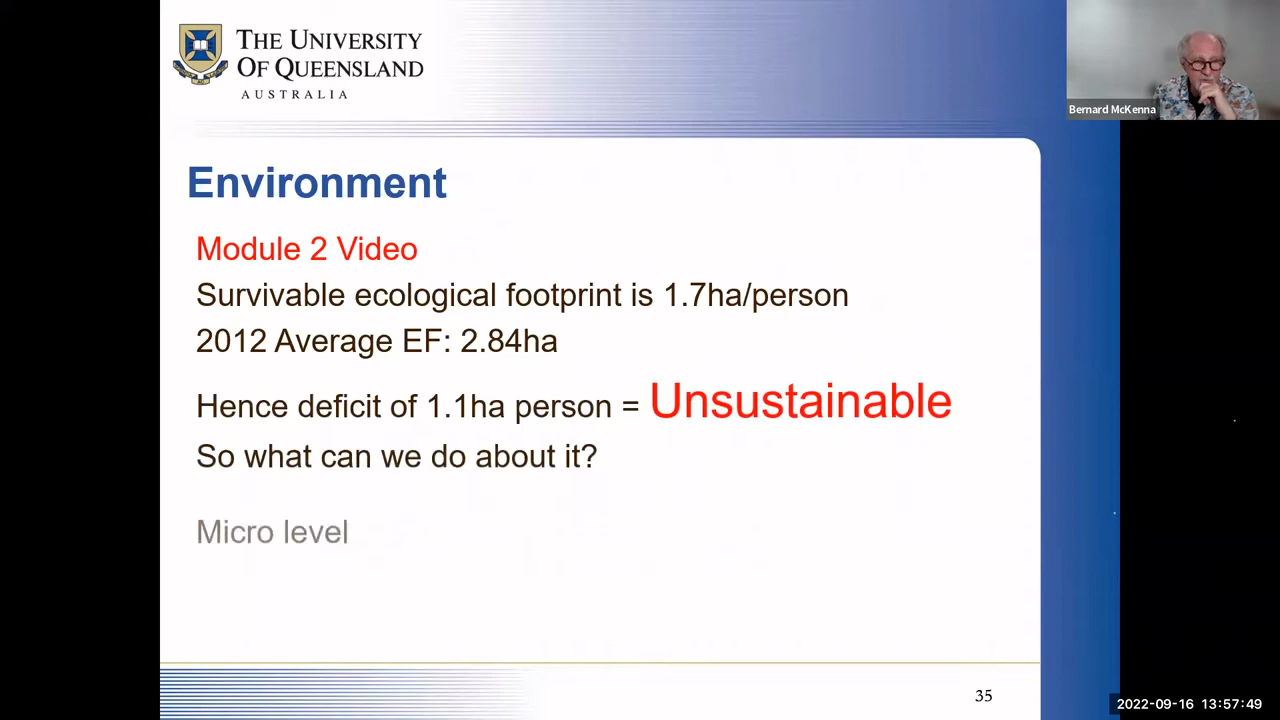 THE UNIVERSITY
OF QUEENSLAND
AUSTRALIA
Bernard McKenna
Environment
Module 2 Video
Survivable ecological footprint is 1.7ha/person
2012 Average EF: 2.84ha
Hence deficit of 1.1ha person = Unsustainable
So what can we do about it?
Micro level
35
2022-09-16 13:57:49